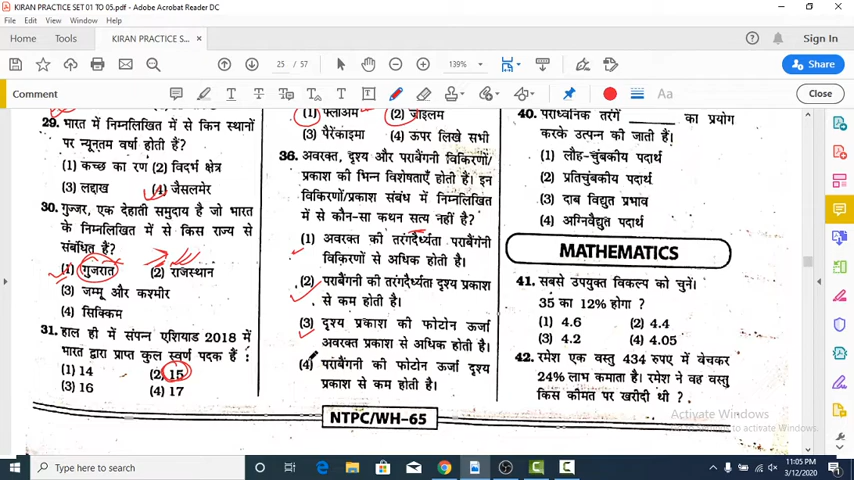 KIRAN PRACTICE SET 01 TO 05.pdf - Adobe Acrobat Reader DC
File Edit View Window Help
Home Tools KIRAN PRACTICE S... × Sign In
25 / 57 139% Share
Comment Close
29. भारत में निम्नलिखित में से किन स्थानों
पर न्यूनतम वर्षा होती हैं?
(1) कच्छ का रण (2) विदर्भ क्षेत्र
(3) लद्दाख (4) जैसलमेर
30. गुज्जर, एक देहाती समुदाय है जो भारत
के निम्नलिखित में से किस राज्य से
संबंधित हैं?
(1) गुजरात (2) राजस्थान
(3) जम्मू और कश्मीर
(4) सिक्किम
31. हाल ही में संपन्न एशियाड 2018 में
भारत द्वारा प्राप्त कुल स्वर्ण पदक हैं :
(1) 14 (2) 15
(3) 16 (4) 17
(1) फ्लोअम (2) जाइलम
(3) पैरेंकाइमा (4) ऊपर लिखे सभी
36. अवरक्त, दृश्य और पराबैंगनी विकिरणों/
प्रकाश की भिन्न विशेषताएँ होती हैं। इन
विकिरणों/प्रकाश संबंध में निम्नलिखित
में से कौन-सा कथन सत्य नहीं है?
(1) अवरक्त की तरंगदैर्ध्यता पराबैंगनी
विकिरणों से अधिक होती है।
(2) पराबैंगनी की तरंगदैर्ध्यता दृश्य प्रकाश
से कम होती है।
(3) दृश्य प्रकाश की फोटोन ऊर्जा
अवरक्त प्रकाश से अधिक होती है।
(4) पराबैंगनी की फोटोन ऊर्जा दृश्य
प्रकाश से कम होती है।
40. पराध्वनिक तरंगें ______ का प्रयोग
करके उत्पन्न की जाती हैं।
(1) लौह-चुंबकीय पदार्थ
(2) प्रतिचुंबकीय पदार्थ
(3) दाब विद्युत प्रभाव
(4) अग्निवैद्युत पदार्थ
MATHEMATICS
41. सबसे उपयुक्त विकल्प को चुनें।
35 का 12% होगा ?
(1) 4.6 (2) 4.4
(3) 4.2 (4) 4.05
42. रमेश एक वस्तु 434 रुपए में बेचकर
24% लाभ कमाता है। रमेश ने वह वस्तु
किस कीमत पर खरीदी थी ?
NTPC/WH-65
Activate Windows
to activate Windows.
Type here to search
11:05 PM
3/12/2020